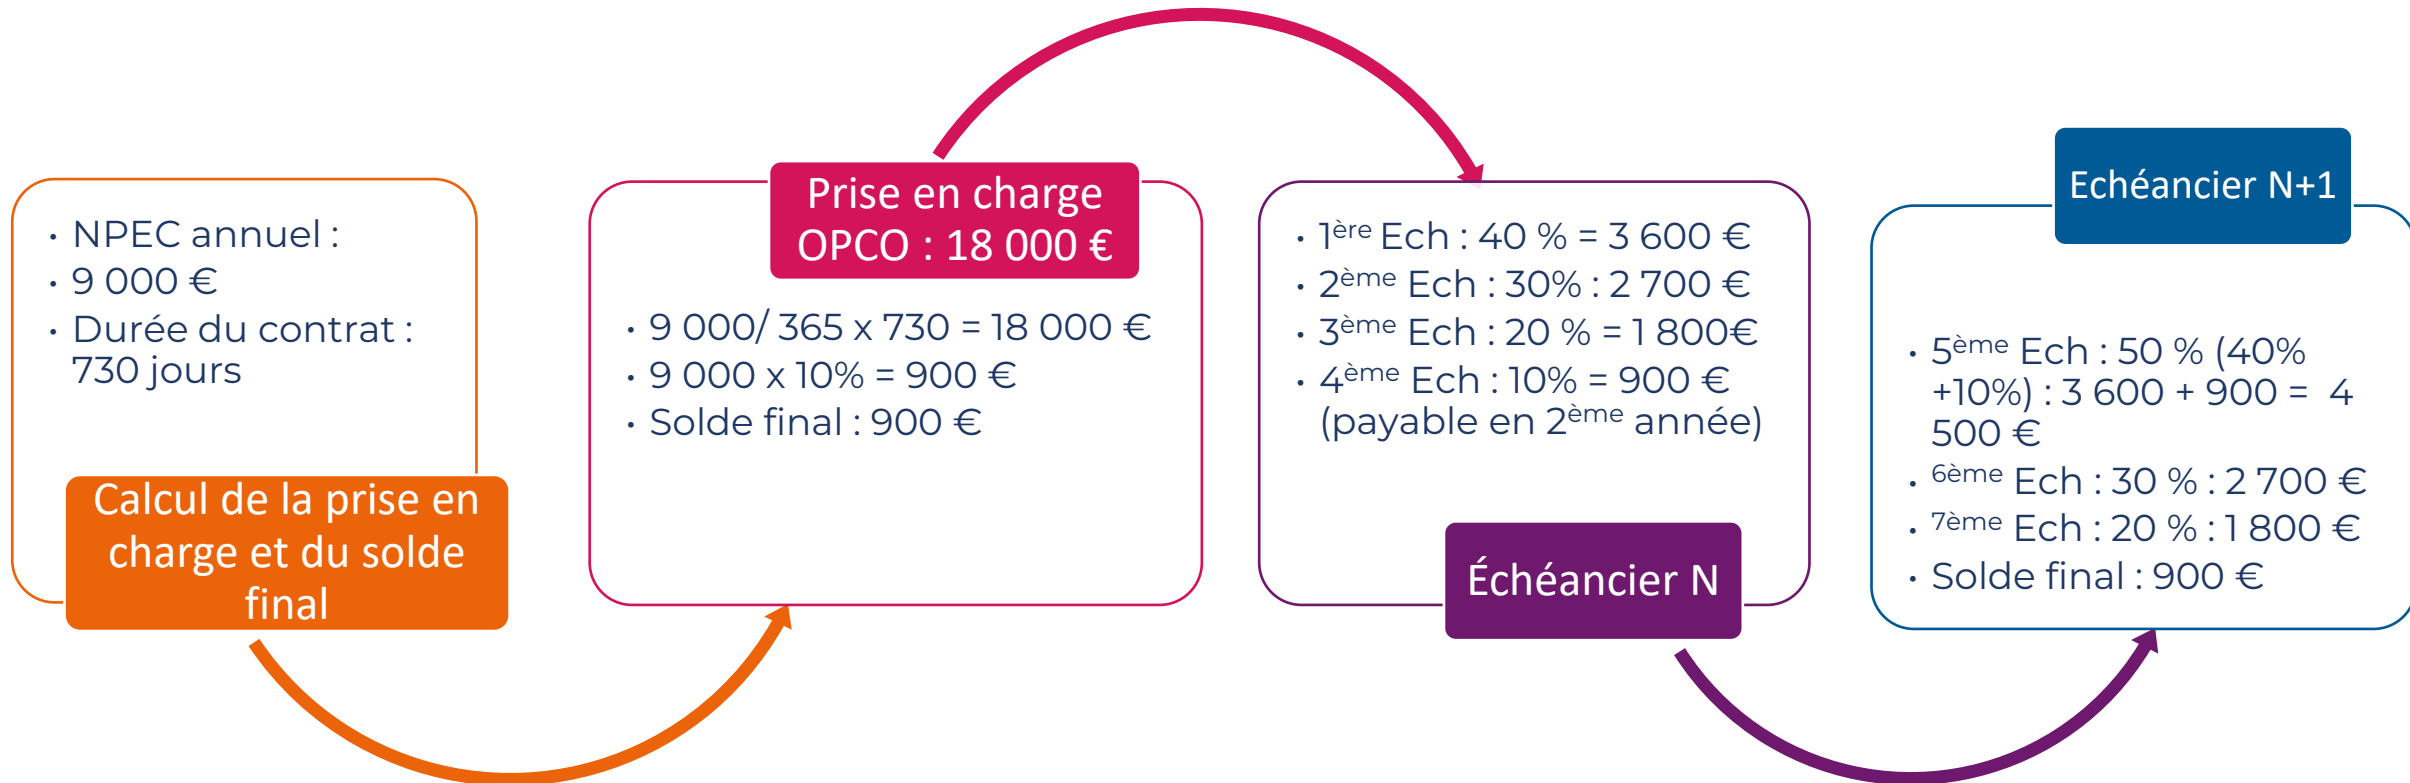 · NPEC annuel :
· 9 000 €
· Durée du contrat :
730 jours
Calcul de la prise en
charge et du solde
final
Prise en charge
OPCO : 18 000 €
· 9 000/ 365 x 730 = 18 000 €
· 9 000 x 10% = 900 €
· Solde final : 900 €
· 1ère Ech : 40 % = 3 600 €
· 2ème Ech : 30% : 2 700 €
· 3ème Ech : 20 % = 1 800€
· 4ème Ech : 10% = 900 €
(payable en 2ème année)
Échéancier N
Echéancier N+1
· 5ème Ech : 50 % (40%
+10%) : 3 600 + 900 = 4
500 €
· 6ème Ech : 30 % : 2 700 €
· 7ème Ech : 20 % : 1 800 €
· Solde final : 900 €